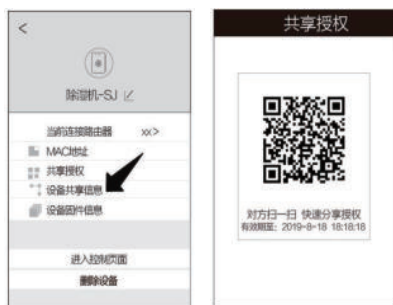 <
除湿机-SJ
当前连接路由器 xx>
MAC地址
共享授权
设备共享信息
设备固件信息
进入控制页面
删除设备
共享授权
对方扫一扫 快速分享授权
有效期至：2019-8-18 18:18:18